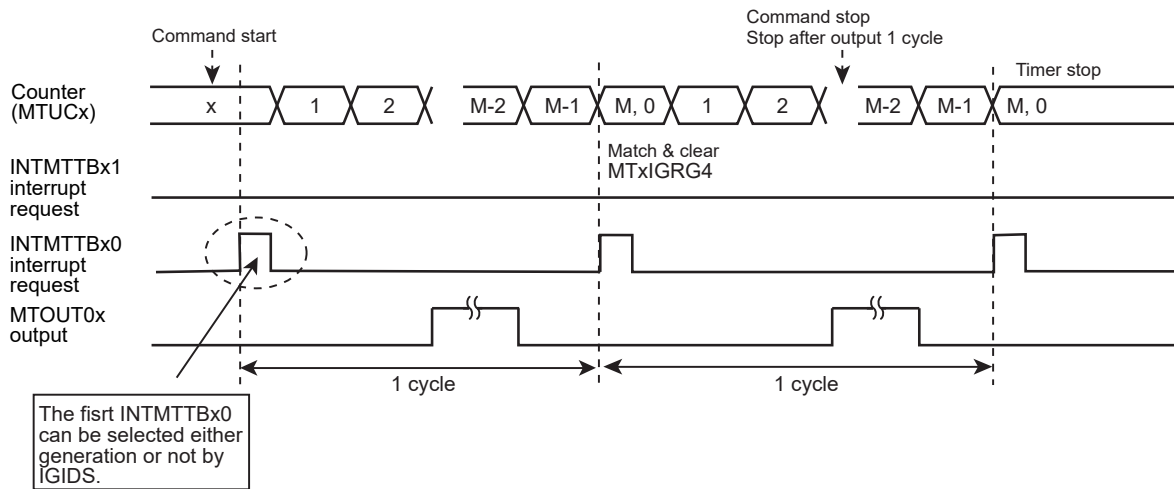 Command start
Command stop
Stop after output 1 cycle
Timer stop
Counter
(MTUCx)
x 1 2 M-2 M-1 M, 0 1 2 M-2 M-1 M, 0
Match & clear
MTxIGRG4
INTMTTBx1
interrupt
request
INTMTTBx0
interrupt
request
MTOUT0x
output
1 cycle 1 cycle
The fisrt INTMTTBx0
can be selected either
generation or not by
IGIDS.